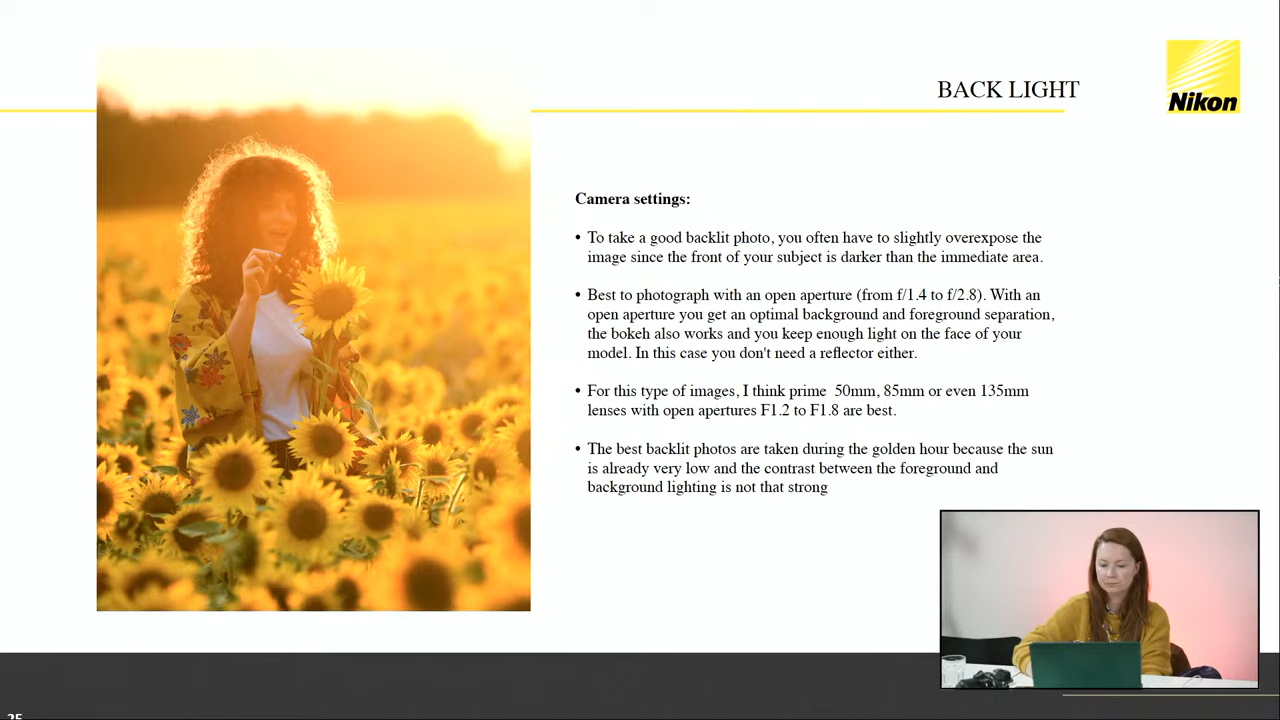 BACK LIGHT
Nikon
Camera settings:
• To take a good backlit photo, you often have to slightly overexpose the
image since the front of your subject is darker than the immediate area.
• Best to photograph with an open aperture (from f/1.4 to f/2.8). With an
open aperture you get an optimal background and foreground separation,
the bokeh also works and you keep enough light on the face of your
model. In this case you don't need a reflector either.
• For this type of images, I think prime  50mm, 85mm or even 135mm
lenses with open apertures F1.2 to F1.8 are best.
• The best backlit photos are taken during the golden hour because the sun
is already very low and the contrast between the foreground and
background lighting is not that strong